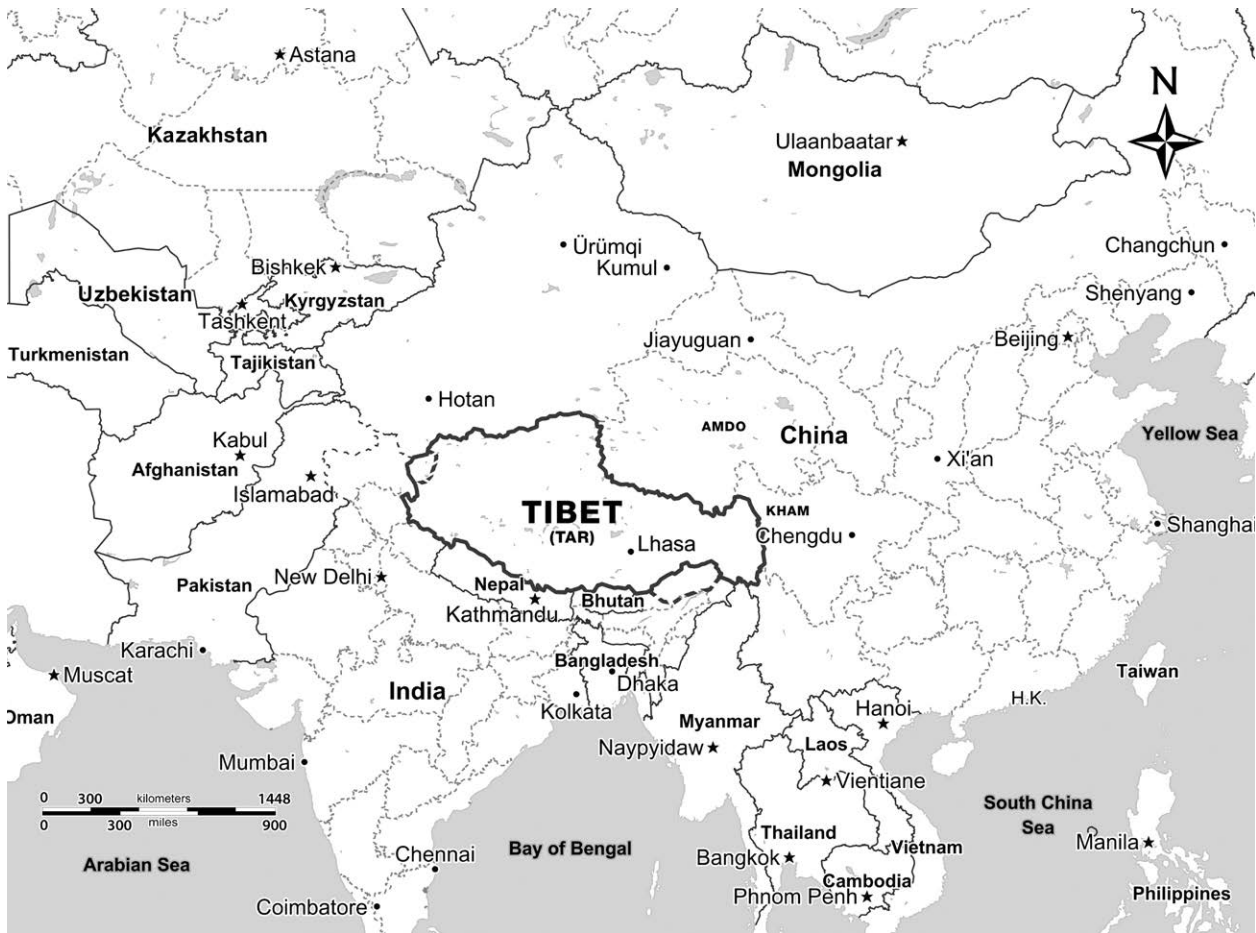 Astana
N
Kazakhstan
Ulaanbaatar
Mongolia
Ürümqi
Kumul
Changchun
Bishkek
Uzbekistan
Kyrgyzstan
Tashkent
Shenyang
Jiayuguan
Beijing
Turkmenistan
Tajikistan
Hotan
AMDO
China
Yellow Sea
Kabul
Afghanistan
Islamabad
Xi'an
TIBET
(TAR)
KHAM
Chengdu
Shanghai
Lhasa
Pakistan
New Delhi
Nepal
Kathmandu
Bhutan
Karachi
Muscat
Bangladesh
Dhaka
Taiwan
India
Kolkata
H.K.
Oman
Myanmar
Hanoi
Naypyidaw
Laos
Mumbai
Vientiane
0 300 kilometers 1448
0 300 miles 900
South China
Sea
Thailand
Manila
Arabian Sea
Chennai
Bay of Bengal
Bangkok
Vietnam
Cambodia
Phnom Penh
Philippines
Coimbatore